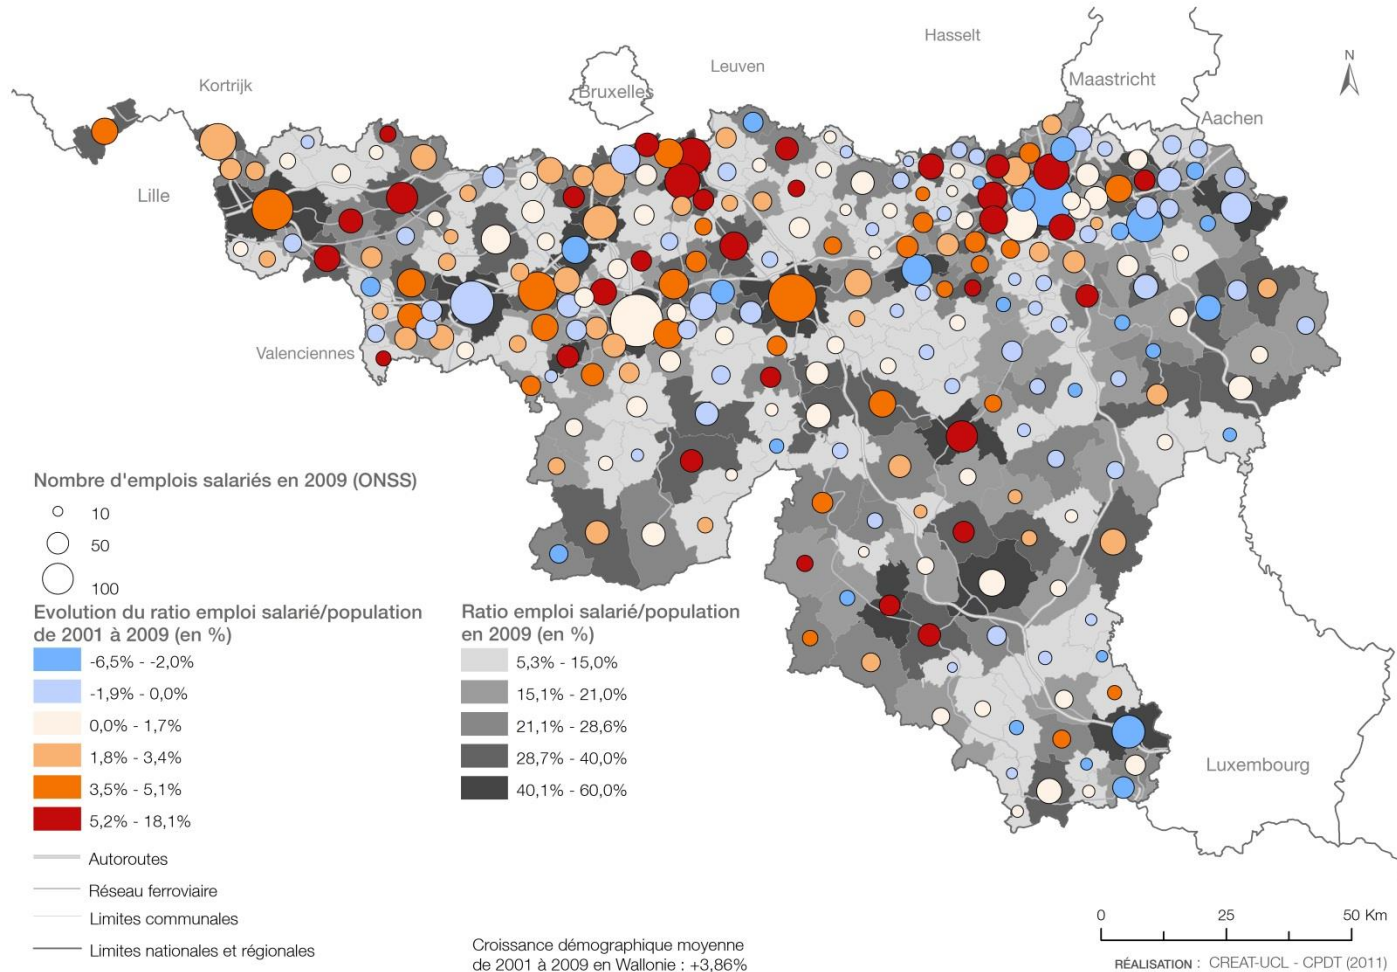 Hasselt
Leuven
Maastricht
Kortrijk
Bruxelles
N
Aachen
Lille
Valenciennes
Luxembourg
Nombre d'emplois salariés en 2009 (ONSS)
10
50
100
Evolution du ratio emploi salarié/population
de 2001 à 2009 (en %)
-6,5% - -2,0%
-1,9% - 0,0%
0,0% - 1,7%
1,8% - 3,4%
3,5% - 5,1%
5,2% - 18,1%
Autoroutes
Réseau ferroviaire
Limites communales
Limites nationales et régionales
Ratio emploi salarié/population
en 2009 (en %)
5,3% - 15,0%
15,1% - 21,0%
21,1% - 28,6%
28,7% - 40,0%
40,1% - 60,0%
Croissance démographique moyenne
de 2001 à 2009 en Wallonie : +3,86%
0 25 50 Km
RÉALISATION : CREAT-UCL - CPDT (2011)